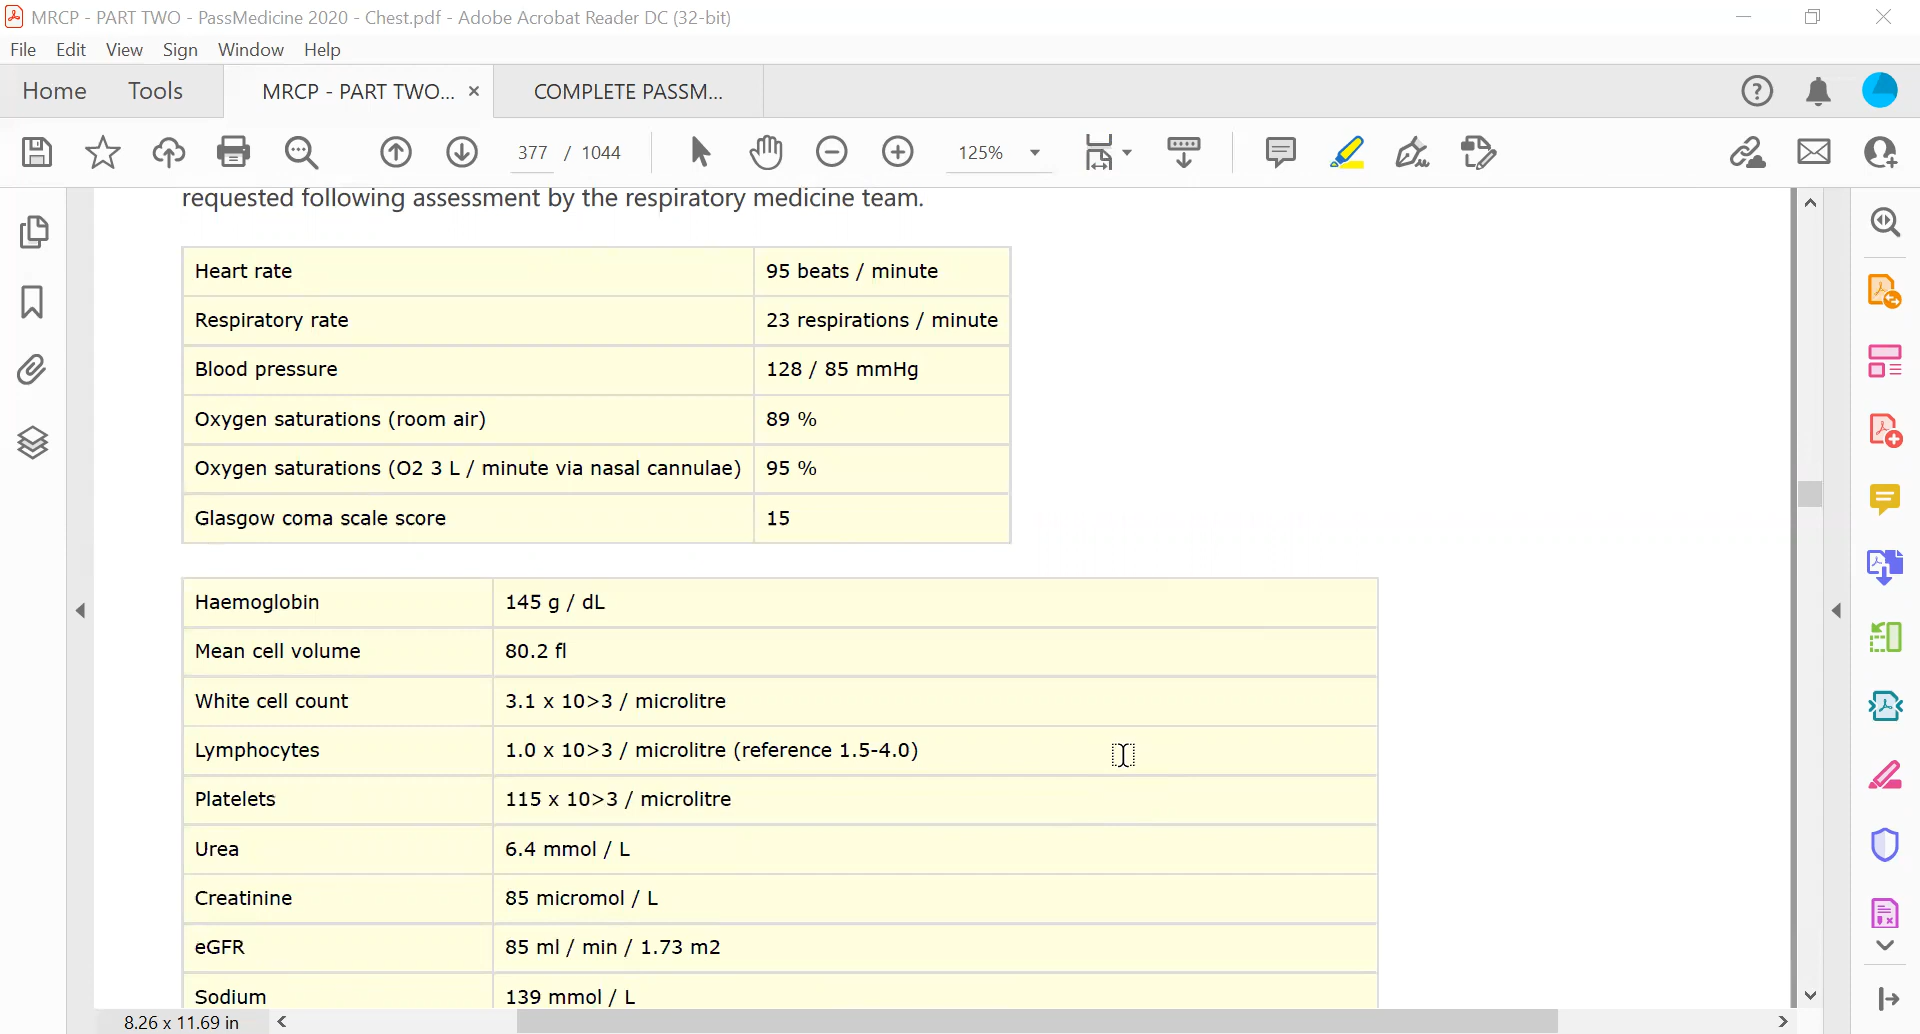 MRCP - PART TWO - PassMedicine 2020 - Chest.pdf - Adobe Acrobat Reader DC (32-bit)
File Edit View Sign Window Help
Home Tools MRCP - PART TWO... × COMPLETE PASSM...
377 / 1044 125%
requested following assessment by the respiratory medicine team.
Heart rate 95 beats / minute
Respiratory rate 23 respirations / minute
Blood pressure 128 / 85 mmHg
Oxygen saturations (room air) 89 %
Oxygen saturations (O2 3 L / minute via nasal cannulae) 95 %
Glasgow coma scale score 15
Haemoglobin 145 g / dL
Mean cell volume 80.2 fl
White cell count 3.1 x 10>3 / microlitre
Lymphocytes 1.0 x 10>3 / microlitre (reference 1.5-4.0)
Platelets 115 x 10>3 / microlitre
Urea 6.4 mmol / L
Creatinine 85 micromol / L
eGFR 85 ml / min / 1.73 m2
Sodium 139 mmol / L
8.26 x 11.69 in